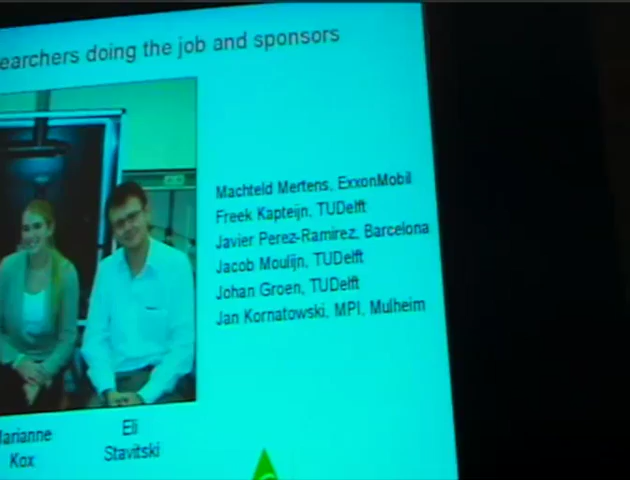 earchers doing the job and sponsors
Machteld Mertens, ExxonMobil
Freek Kapteijn, TUDelft
Javier Perez-Ramirez, Barcelona
Jacob Moulijn, TUDelft
Johan Groen, TUDelft
Jan Kornatowski, MPI, Mulheim
arianne
Kox
Eli
Stavitski